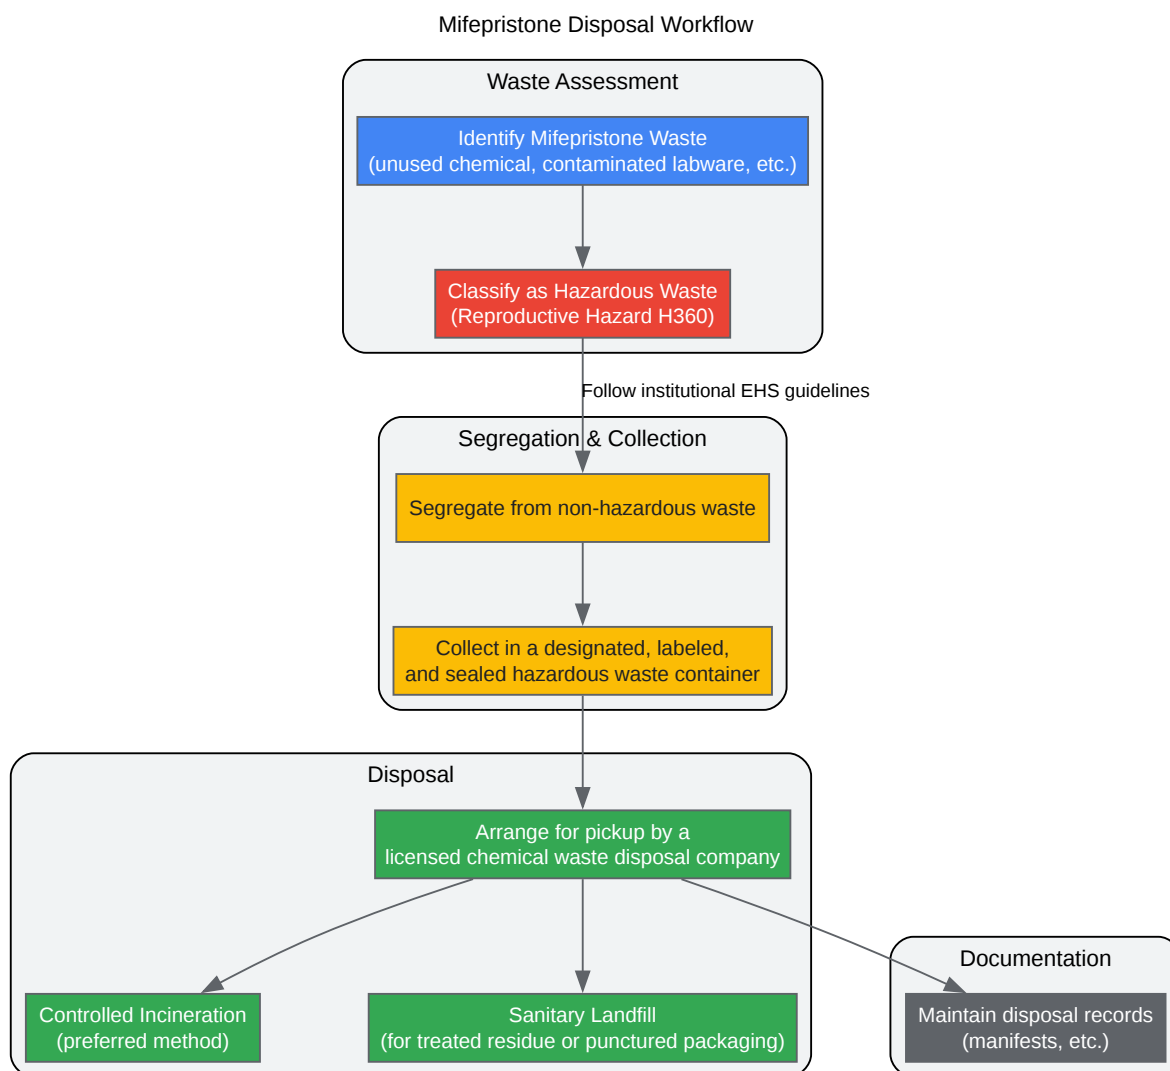 Mifepristone Disposal Workflow
Waste Assessment
Identify Mifepristone Waste
(unused chemical, contaminated labware, etc.)
Classify as Hazardous Waste
(Reproductive Hazard H360)
Follow institutional EHS guidelines
Segregation & Collection
Segregate from non-hazardous waste
Collect in a designated, labeled,
and sealed hazardous waste container
Disposal
Arrange for pickup by a
licensed chemical waste disposal company
Controlled Incineration
(preferred method)
Sanitary Landfill
(for treated residue or punctured packaging)
Documentation
Maintain disposal records
(manifests, etc.)